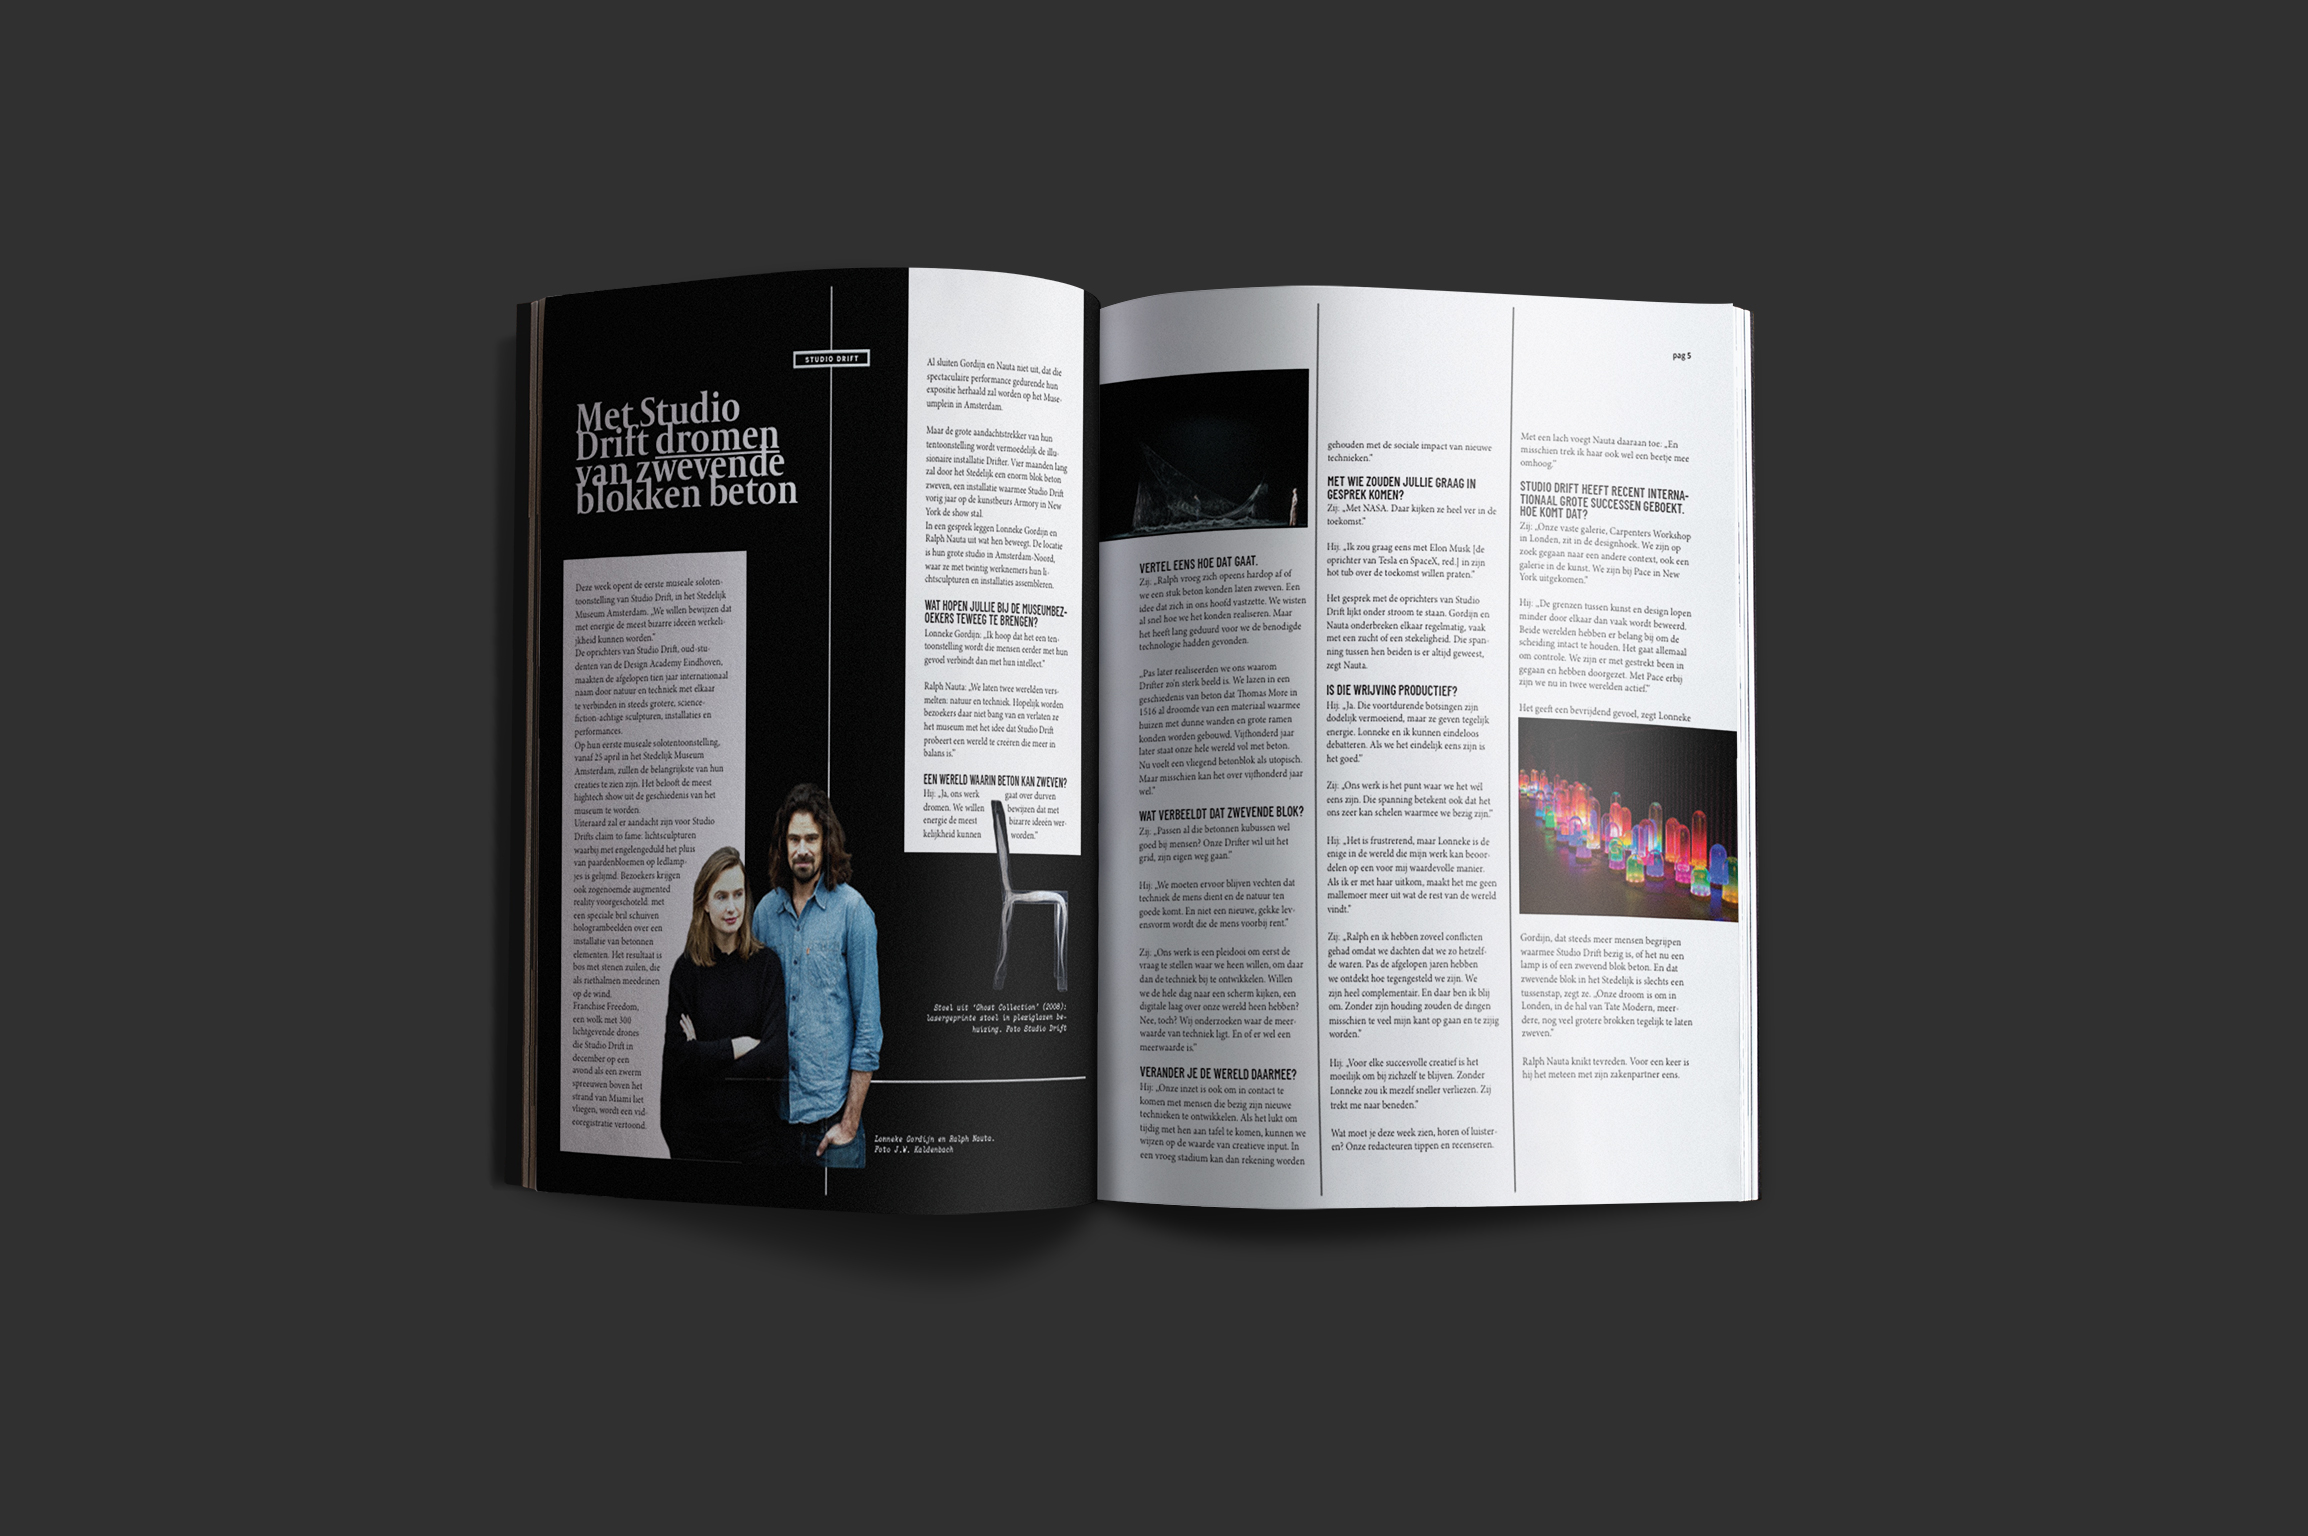 STUDIO DRIFT
Met Studio
Drift dromen
van zwevende
blokken beton
Deze week opent de eerste museale soloten-
toonstelling van Studio Drift, in het Stedelijk
Museum Amsterdam. „We willen bewijzen dat
met energie de meest bizarre ideeën werkeli-
jkheid kunnen worden.”
De oprichters van Studio Drift, oud-stu-
denten van de Design Academy Eindhoven,
maakten de afgelopen tien jaar internationaal
naam door natuur en techniek met elkaar
te verbinden in steeds grotere, science-
fiction-achtige sculpturen, installaties en
performances.
Op hun eerste museale solotentoonstelling,
vanaf 25 april in het Stedelijk Museum
Amsterdam, zullen de belangrijkste van hun
creaties te zien zijn. Het belooft de meest
hightech show uit de geschiedenis van het
museum te worden.
Uiteraard zal er aandacht zijn voor Studio
Drifts claim to fame: lichtsculpturen
waarbij met engelengeduld het pluis
van paardenbloemen op ledlamp-
jes is gelijmd. Bezoekers krijgen
ook zogenoemde augmented
reality voorgeschoteld: met
een speciale bril schuiven
hologrambeelden over een
installatie van betonnen
elementen. Het resultaat is
bos met stenen zuilen, die
als riethalmen meedeinen
op de wind.
Franchise Freedom,
een wolk met 300
lichtgevende drones
die Studio Drift in
december op een
avond als een zwerm
spreeuwen boven het
strand van Miami liet
vliegen, wordt een vid-
eoregistratie vertoond.
Al sluiten Gordijn en Nauta niet uit, dat die
spectaculaire performance gedurende hun
expositie herhaald zal worden op het Muse-
umplein in Amsterdam.
Maar de grote aandachtstrekker van hun
tentoonstelling wordt vermoedelijk de illu-
sionaire installatie Drifter. Vier maanden lang
zal door het Stedelijk een enorm blok beton
zweven, een installatie waarmee Studio Drift
vorig jaar op de kunstbeurs Armory in New
York de show stal.
In een gesprek leggen Lonneke Gordijn en
Ralph Nauta uit wat hen beweegt. De locatie
is hun grote studio in Amsterdam-Noord,
waar ze met twintig werknemers hun li-
chtsculpturen en installaties assembleren.
WAT HOPEN JULLIE BIJ DE MUSEUMBEZ-
OEKERS TEWEEG TE BRENGEN?
Lonneke Gordijn: „Ik hoop dat het een ten-
toonstelling wordt die mensen eerder met hun
gevoel verbindt dan met hun intellect.”
Ralph Nauta: „We laten twee werelden vers-
melten: natuur en techniek. Hopelijk worden
bezoekers daar niet bang van en verlaten ze
het museum met het idee dat Studio Drift
probeert een wereld te creëren die meer in
balans is.”
EEN WERELD WAARIN BETON KAN ZWEVEN?
Hij: „Ja, ons werk gaat over durven
dromen. We willen bewijzen dat met
energie de meest bizarre ideeën wer-
kelijkheid kunnen worden.”
Stoel uit ‘Ghost Collection’ (2008):
lasergeprinte stoel in plexiglazen be-
huizing. Foto Studio Drift
Lonneke Gordijn en Ralph Nauta.
Foto J.W. Kaldenbach
VERTEL EENS HOE DAT GAAT.
Zij: „Ralph vroeg zich opeens hardop af of
we een stuk beton konden laten zweven. Een
idee dat zich in ons hoofd vastzette. We wisten
al snel hoe we het konden realiseren. Maar
het heeft lang geduurd voor we de benodigde
technologie hadden gevonden.
„Pas later realiseerden we ons waarom
Drifter zo’n sterk beeld is. We lazen in een
geschiedenis van beton dat Thomas More in
1516 al droomde van een materiaal waarmee
huizen met dunne wanden en grote ramen
konden worden gebouwd. Vijfhonderd jaar
later staat onze hele wereld vol met beton.
Nu voelt een vliegend betonblok als utopisch.
Maar misschien kan het over vijfhonderd jaar
wel.”
WAT VERBEELDT DAT ZWEVENDE BLOK?
Zij: „Passen al die betonnen kubussen wel
goed bij mensen? Onze Drifter wil uit het
grid, zijn eigen weg gaan.”
Hij: „We moeten ervoor blijven vechten dat
techniek de mens dient en de natuur ten
goede komt. En niet een nieuwe, gekke lev-
ensvorm wordt die de mens voorbij rent.”
Zij: „Ons werk is een pleidooi om eerst de
vraag te stellen waar we heen willen, om daar
dan de techniek bij te ontwikkelen. Willen
we de hele dag naar een scherm kijken, een
digitale laag over onze wereld heen hebben?
Nee, toch? Wij onderzoeken waar de meer-
waarde van techniek ligt. En of er wel een
meerwaarde is.”
VERANDER JE DE WERELD DAARMEE?
Hij: „Onze inzet is ook om in contact te
komen met mensen die bezig zijn nieuwe
technieken te ontwikkelen. Als het lukt om
tijdig met hen aan tafel te komen, kunnen we
wijzen op de waarde van creatieve input. In
een vroeg stadium kan dan rekening worden
gehouden met de sociale impact van nieuwe
technieken.”
MET WIE ZOUDEN JULLIE GRAAG IN
GESPREK KOMEN?
Zij: „Met NASA. Daar kijken ze heel ver in de
toekomst.”
Hij: „Ik zou graag eens met Elon Musk [de
oprichter van Tesla en SpaceX, red.] in zijn
hot tub over de toekomst willen praten.”
Het gesprek met de oprichters van Studio
Drift lijkt onder stroom te staan. Gordijn en
Nauta onderbreken elkaar regelmatig, vaak
met een zucht of een stekeligheid. Die span-
ning tussen hen beiden is er altijd geweest,
zegt Nauta.
IS DIE WRIJVING PRODUCTIEF?
Hij: „Ja. Die voortdurende botsingen zijn
dodelijk vermoeiend, maar ze geven tegelijk
energie. Lonneke en ik kunnen eindeloos
debatteren. Als we het eindelijk eens zijn is
het goed.”
Zij: „Ons werk is het punt waar we het wél
eens zijn. Die spanning betekent ook dat het
ons zeer kan schelen waarmee we bezig zijn.”
Hij: „Het is frustrerend, maar Lonneke is de
enige in de wereld die mijn werk kan beoor-
delen op een voor mij waardevolle manier.
Als ik er met haar uitkom, maakt het me geen
mallemoer meer uit wat de rest van de wereld
vindt.”
Zij: „Ralph en ik hebben zoveel conflicten
gehad omdat we dachten dat we zo hetzelf-
de waren. Pas de afgelopen jaren hebben
we ontdekt hoe tegengesteld we zijn. We
zijn heel complementair. En daar ben ik blij
om. Zonder zijn houding zouden de dingen
misschien te veel mijn kant op gaan en te zijig
worden.”
Hij: „Voor elke succesvolle creatief is het
moeilijk om bij zichzelf te blijven. Zonder
Lonneke zou ik mezelf sneller verliezen. Zij
trekt me naar beneden.”
Wat moet je deze week zien, horen of luister-
en? Onze redacteuren tippen en recenseren.
pag 5
Met een lach voegt Nauta daaraan toe: „En
misschien trek ik haar ook wel een beetje mee
omhoog.”
STUDIO DRIFT HEEFT RECENT INTERNA-
TIONAAL GROTE SUCCESSEN GEBOEKT.
HOE KOMT DAT?
Zij: „Onze vaste galerie, Carpenters Workshop
in Londen, zit in de designhoek. We zijn op
zoek gegaan naar een andere context, ook een
galerie in de kunst. We zijn bij Pace in New
York uitgekomen.”
Hij: „De grenzen tussen kunst en design lopen
minder door elkaar dan vaak wordt beweerd.
Beide werelden hebben er belang bij om de
scheiding intact te houden. Het gaat allemaal
om controle. We zijn er met gestrekt been in
gegaan en hebben doorgezet. Met Pace erbij
zijn we nu in twee werelden actief.”
Het geeft een bevrijdend gevoel, zegt Lonneke
Gordijn, dat steeds meer mensen begrijpen
waarmee Studio Drift bezig is, of het nu een
lamp is of een zwevend blok beton. En dat
zwevende blok in het Stedelijk is slechts een
tussenstap, zegt ze. „Onze droom is om in
Londen, in de hal van Tate Modern, meer-
dere, nog veel grotere brokken tegelijk te laten
zweven.”
Ralph Nauta knikt tevreden. Voor een keer is
hij het meteen met zijn zakenpartner eens.